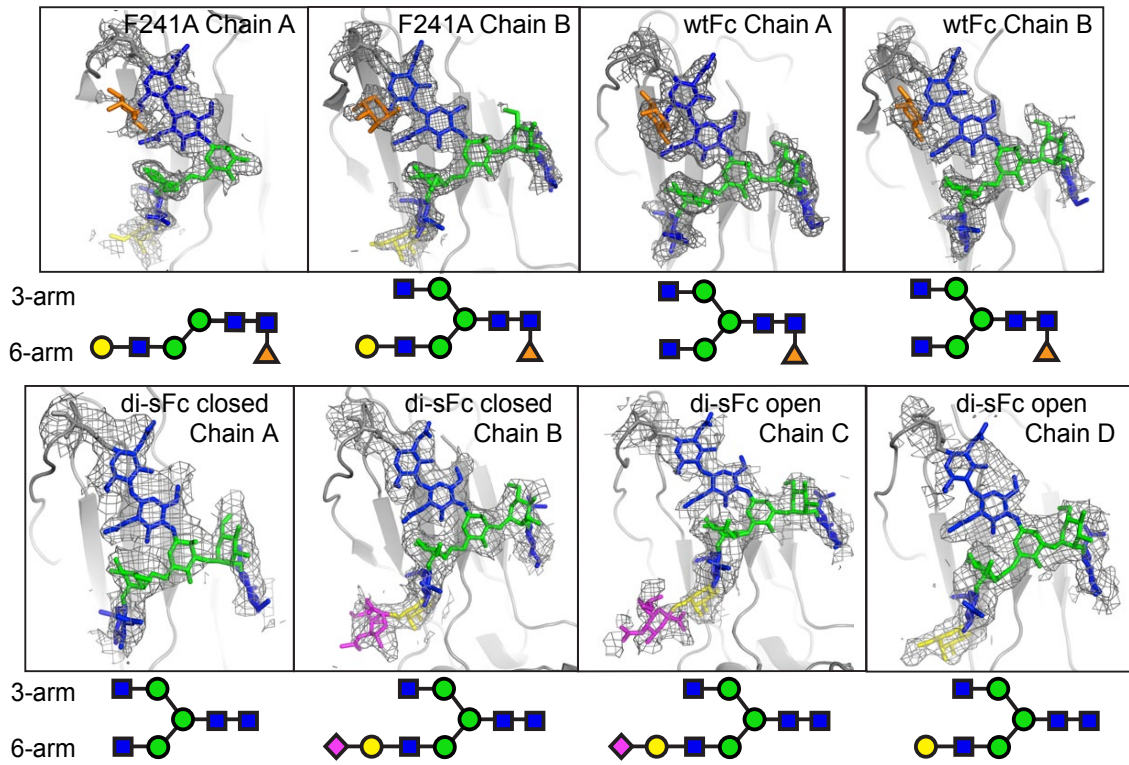 F241A Chain A
F241A Chain B
wtFc Chain A
wtFc Chain B
3-arm
6-arm
di-sFc closed
Chain A
di-sFc closed
Chain B
di-sFc open
Chain C
di-sFc open
Chain D
3-arm
6-arm